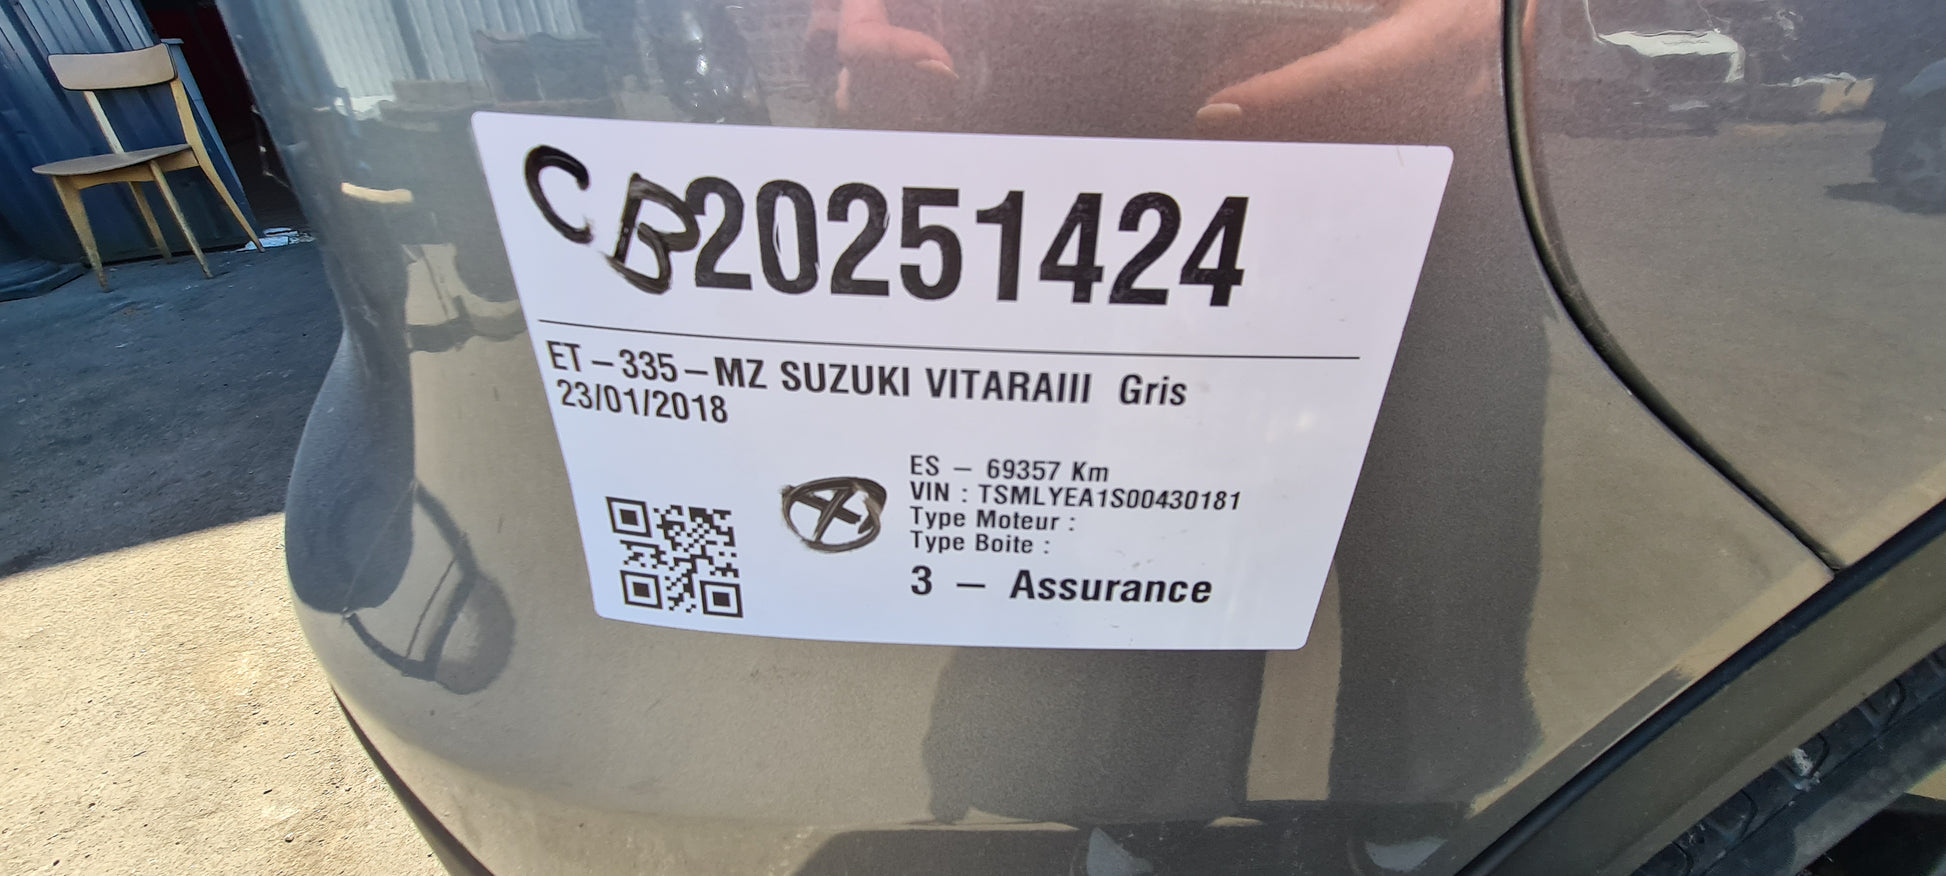 CB20251424
ET-335-MZ SUZUKI VITARAIII Gris
23/01/2018
ES - 69357 Km
VIN : TSMLYEA1S00430181
Type Moteur :
Type Boite :
3 - Assurance